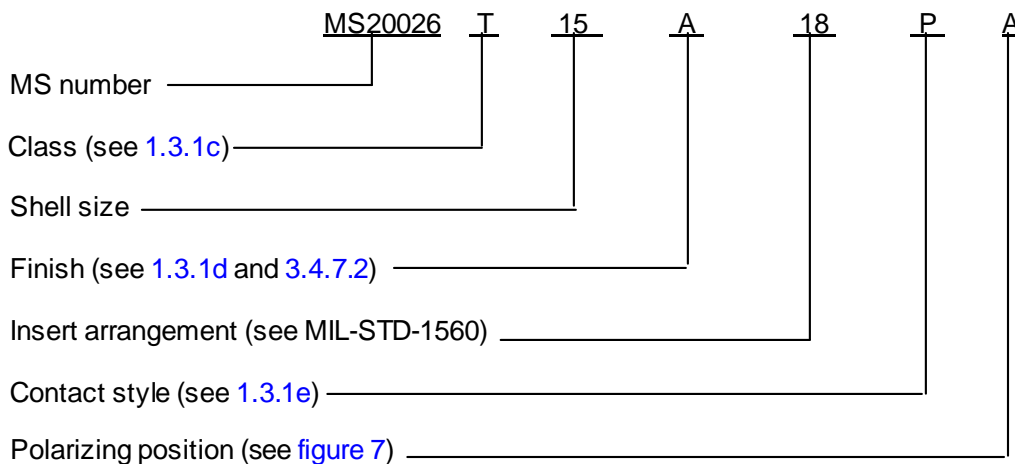 MS20026 T 15 A 18 P A
MS number
Class (see 1.3.1c)
Shell size
Finish (see 1.3.1d and 3.4.7.2)
Insert arrangement (see MIL-STD-1560)
Contact style (see 1.3.1e)
Polarizing position (see figure 7)